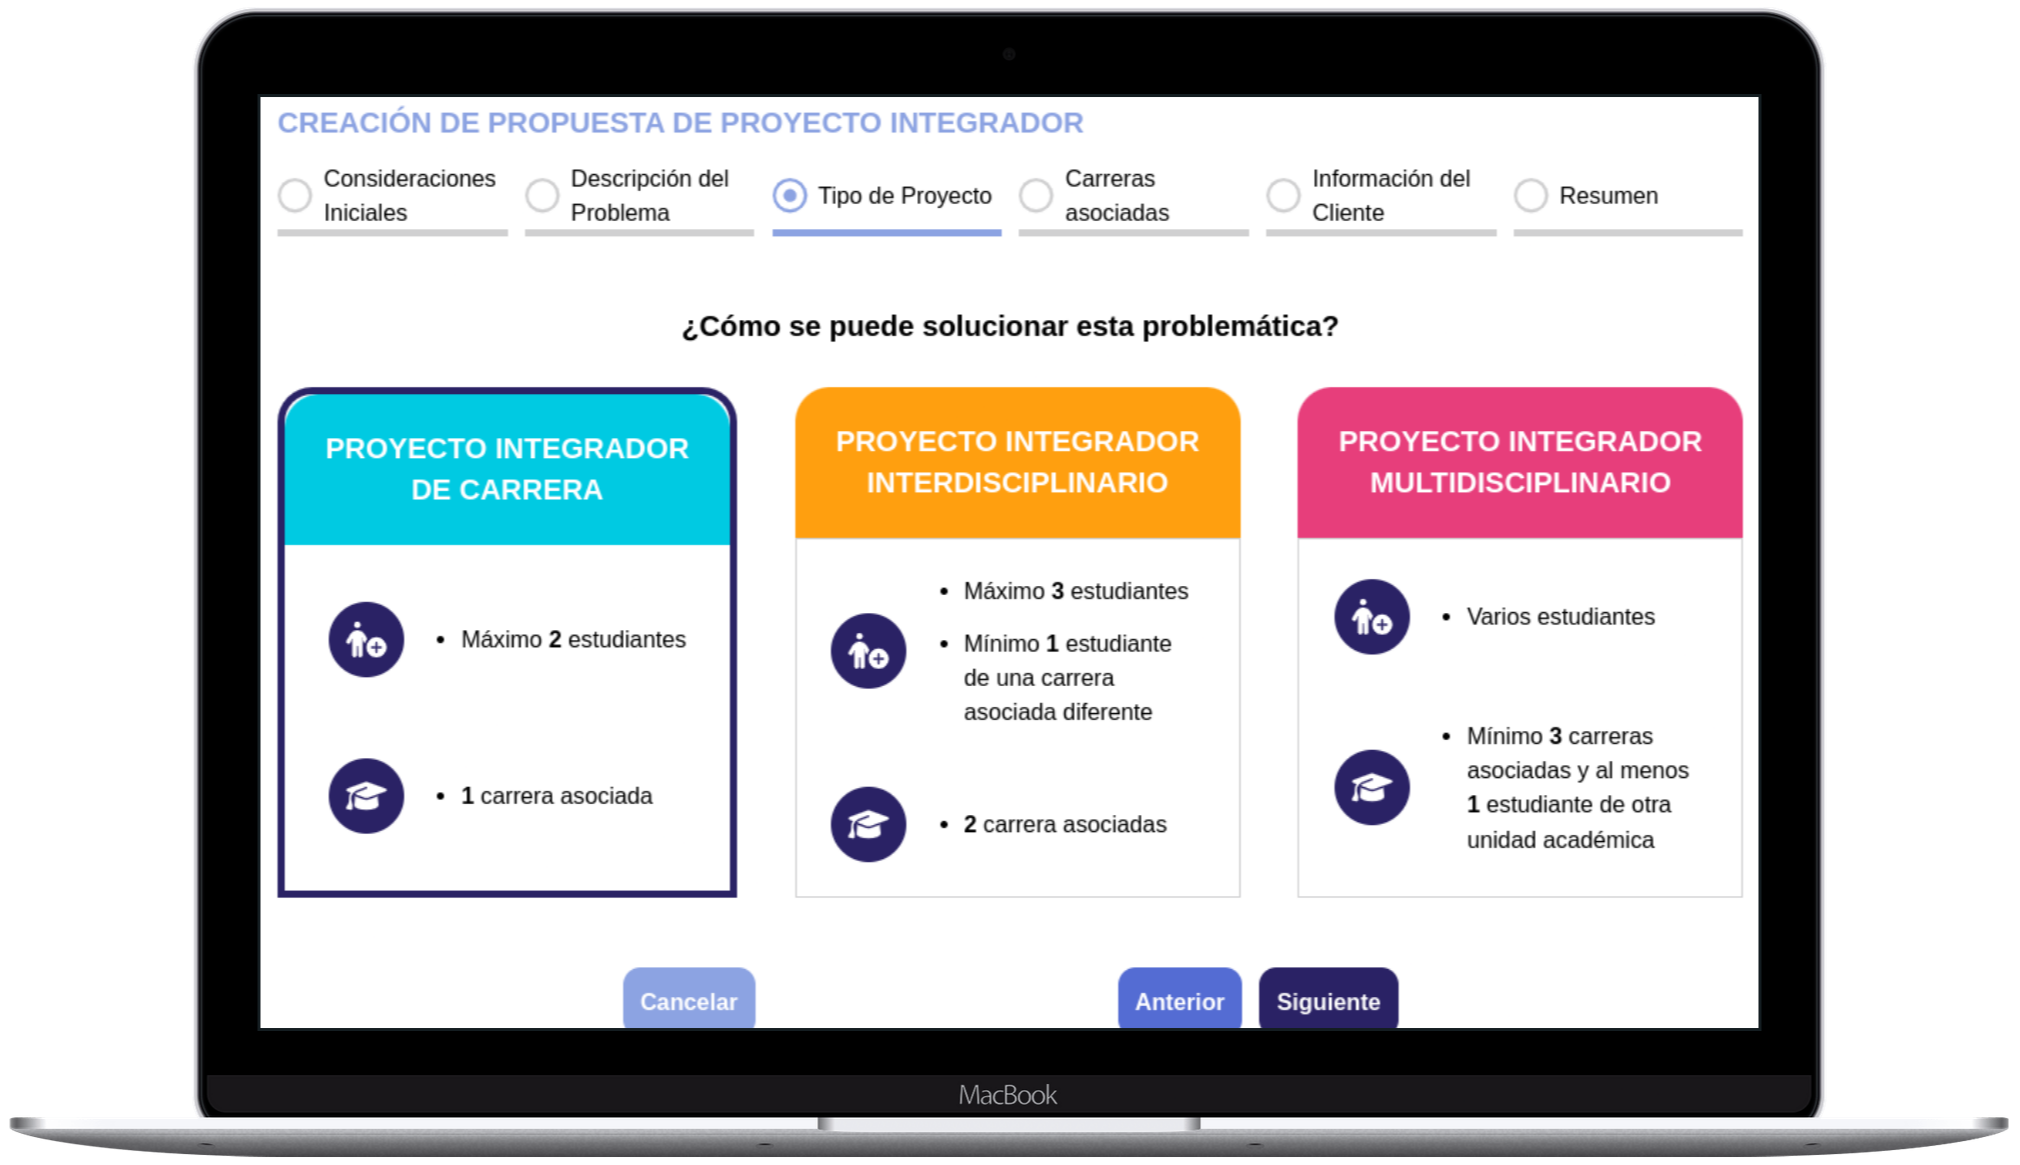 CREACIÓN DE PROPUESTA DE PROYECTO INTEGRADOR
Consideraciones
Iniciales
Descripción del
Problema
Tipo de Proyecto
Carreras
asociadas
Información del
Cliente
Resumen
¿Cómo se puede solucionar esta problemática?
PROYECTO INTEGRADOR
DE CARRERA
• Máximo 2 estudiantes
• 1 carrera asociada
PROYECTO INTEGRADOR
INTERDISCIPLINARIO
• Máximo 3 estudiantes
• Mínimo 1 estudiante
de una carrera
asociada diferente
• 2 carrera asociadas
PROYECTO INTEGRADOR
MULTIDISCIPLINARIO
• Varios estudiantes
• Mínimo 3 carreras
asociadas y al menos
1 estudiante de otra
unidad académica
Cancelar
Anterior
Siguiente
MacBook